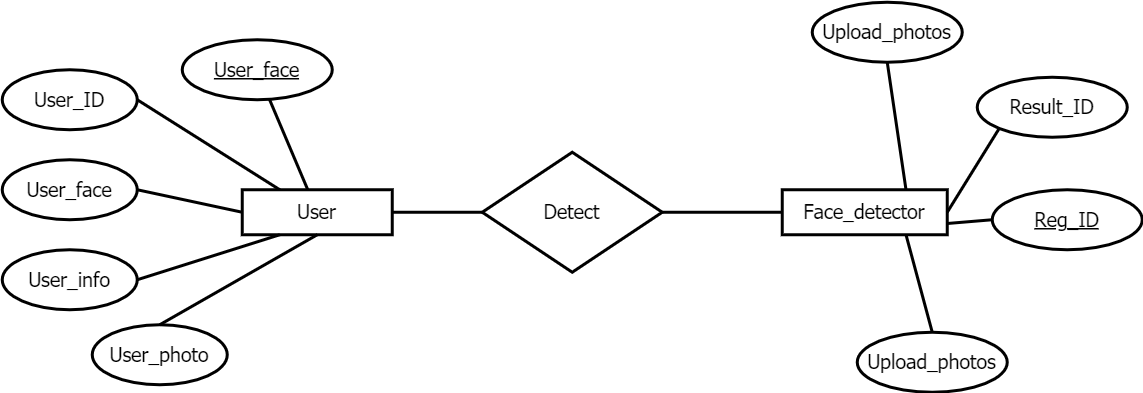 Upload_photos
User_face
User_ID
Result_ID
User_face
User
Detect
Face_detector
Reg_ID
User_info
User_photo
Upload_photos